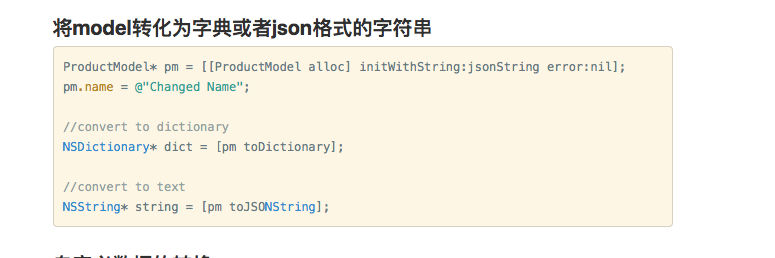 将model转化为字典或者json格式的字符串
ProductModel* pm = [[ProductModel alloc] initWithString:jsonString error:nil];
pm.name = @"Changed Name";
//convert to dictionary
NSDictionary* dict = [pm toDictionary];
//convert to text
NSString* string = [pm toJSONString];